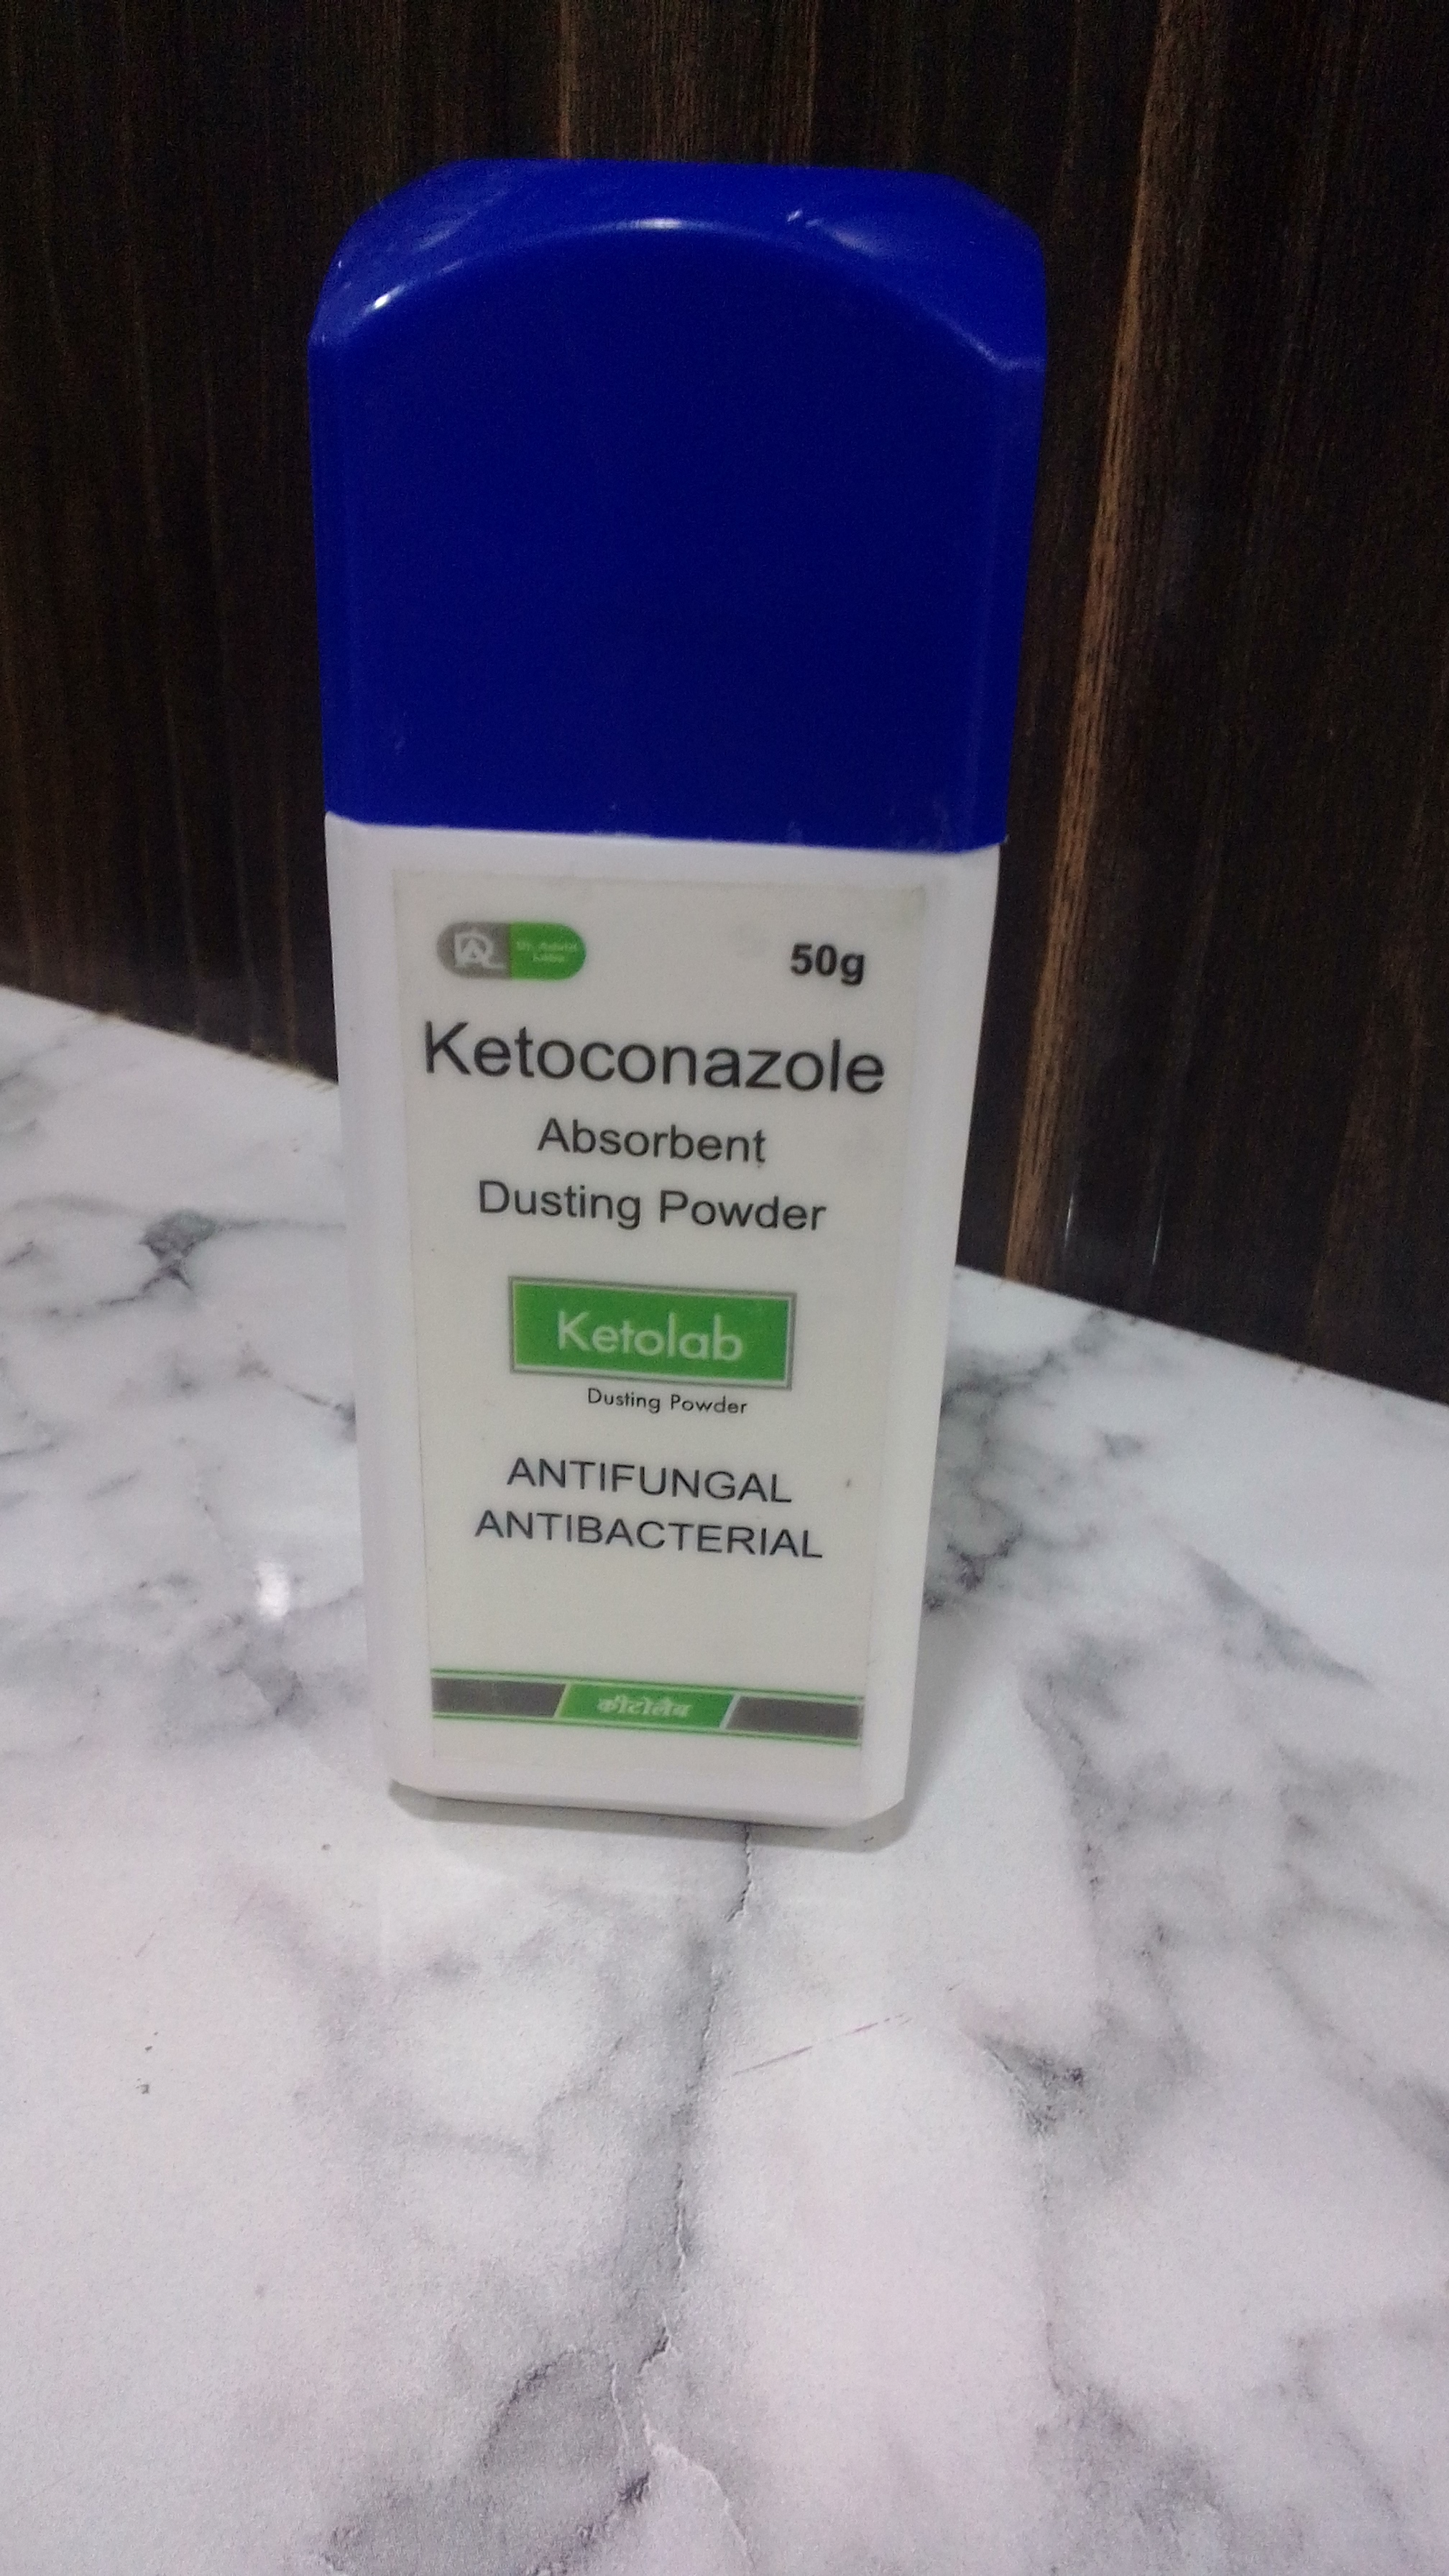 50g
Ketoconazole
Absorbent
Dusting Powder
Ketolab
Dusting Powder
ANTIFUNGAL
ANTIBACTERIAL
कीटोलैब